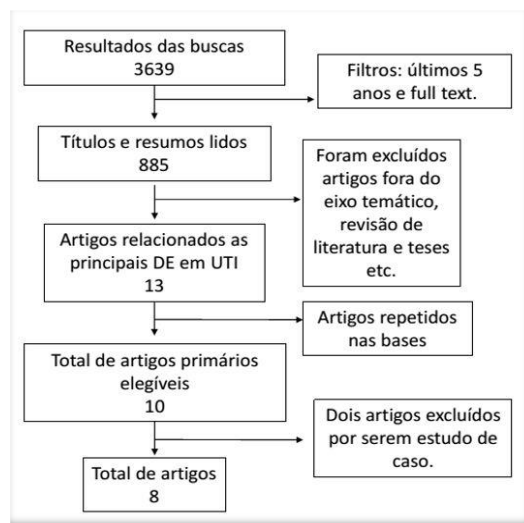 Resultados das buscas
3639
Filtros: últimos 5
anos e full text.
Títulos e resumos lidos
885
Foram excluídos
artigos fora do
eixo temático,
revisão de
literatura e teses
etc.
Artigos relacionados as
principais DE em UTI
13
Artigos repetidos
nas bases
Total de artigos primários
elegíveis
10
Dois artigos excluídos
por serem estudo de
caso.
Total de artigos
8